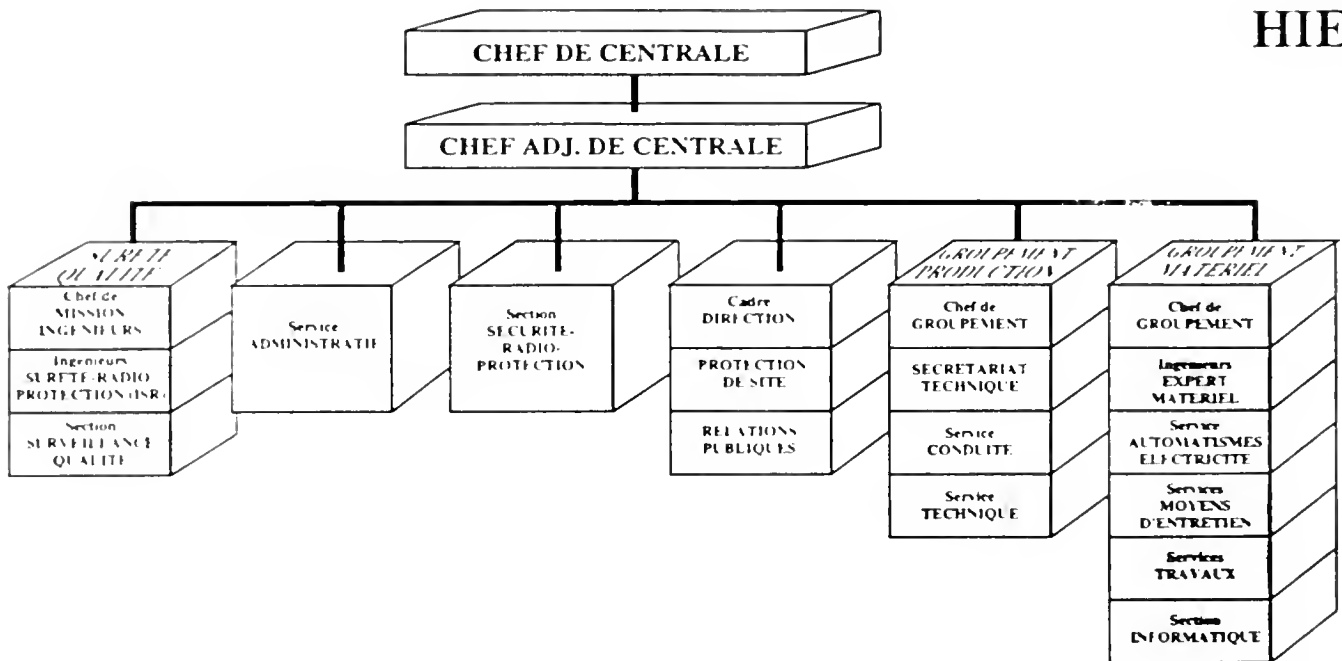 HIE
CHEF DE CENTRALE
CHEF ADJ. DE CENTRALE
SURETE
QUALITE
Chef de
MISSION
INGENIEURS
Ingenieurs
SURETE-RADIO
PROTECTION (ISR)
Section
SURVEILLANCE
QUALITE
Service
ADMINISTRATIF
Section
SECURITE-
RADIO-
PROTECTION
Cadre
DIRECTION
PROTECTION
DE SITE
RELATIONS
PUBLIQUES
GROUPEMENT
PRODUCTION
Chef de
GROUPEMENT
SECRETARIAT
TECHNIQUE
Service
CONDUITE
Service
TECHNIQUE
GROUPEMENT
MATERIEL
Chef de
GROUPEMENT
Ingenieurs
EXPERT
MATERIEL
Service
AUTOMATISMES
ELECTRICITE
Services
MOYENS
D'ENTRETIEN
Services
TRAVAUX
Section
INFORMATIQUE